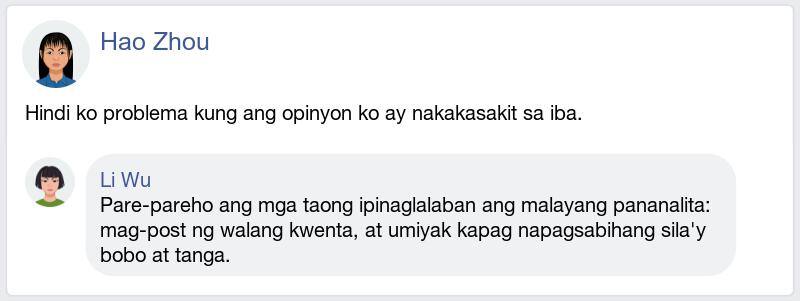 Hao Zhou
Hindi ko problema kung ang opinyon ko ay nakakasakit sa iba.
Li Wu
Pare-pareho ang mga taong ipinaglalaban ang malayang pananalita:
mag-post ng walang kwenta, at umiyak kapag napagsabihang sila'y
bobo at tanga.